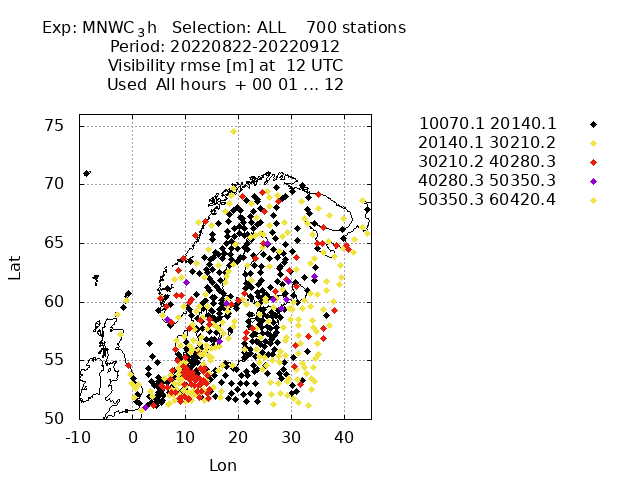 Exp: MNWC_3h Selection: ALL 700 stations
Period: 20220822-20220912
Visibility rmse [m] at 12 UTC
Used All hours + 00 01 ... 12
10070.1 20140.1
20140.1 30210.2
30210.2 40280.3
40280.3 50350.3
50350.3 60420.4
75
70
65
60
55
50
Lat
-10 0 10 20 30 40
Lon